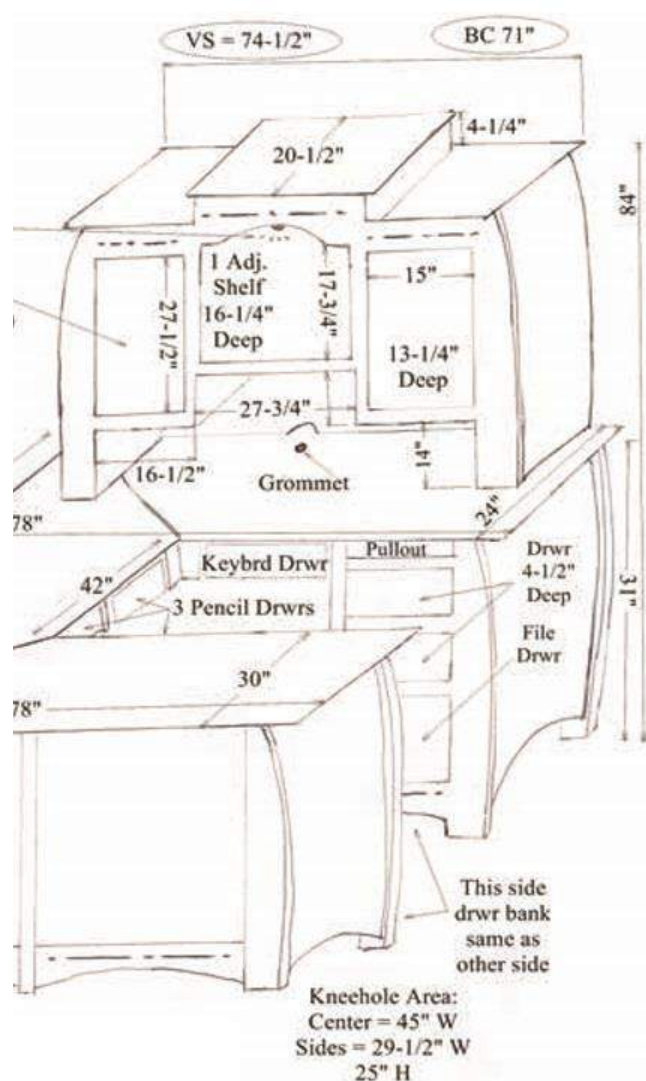 VS = 74-1/2"
BC 71"
4-1/4"
20-1/2"
84"
1 Adj.
Shelf
16-1/4"
Deep
17-3/4"
15"
27-1/2"
13-1/4"
Deep
27-3/4"
16-1/2"
14"
Grommet
24"
78"
Keybrd Drwr
Pullout
Drwr
4-1/2"
Deep
42"
3 Pencil Drwrs
31"
File
Drwr
30"
78"
This side
drwr bank
same as
other side
Kneehole Area:
Center = 45" W
Sides = 29-1/2" W
25" H